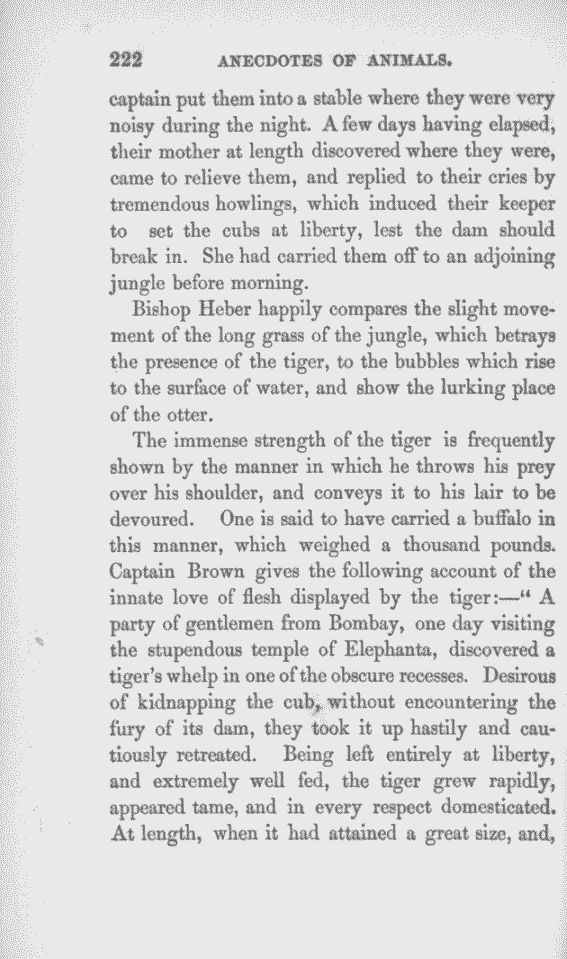 222 ANECDOTES OF ANIMALS.
captain put them into a stable where they were very
noisy during the night. A few days having elapsed,
their mother at length discovered where they were,
came to relieve them, and replied to their cries by
tremendous howlings, which induced their keeper
to set the cubs at liberty, lest the dam should
break in. She had carried them off to an adjoining
jungle before morning.
Bishop Heber happily compares the slight move-
ment of the long grass of the jungle, which betrays
the presence of the tiger, to the bubbles which rise
to the surface of water, and show the lurking place
of the otter.
The immense strength of the tiger is frequently
shown by the manner in which he throws his prey
over his shoulder, and conveys it to his lair to be
devoured. One is said to have carried a buffalo in
this manner, which weighed a thousand pounds.
Captain Brown gives the following account of the
innate love of flesh displayed by the tiger:—“ A
party of gentlemen from Bombay, one day visiting
the stupendous temple of Elephanta, discovered a
tiger's whelp in one of the obscure recesses. Desirous
of kidnapping the cub, without encountering the
fury of its dam, they took it up hastily and cau-
tiously retreated. Being left entirely at liberty,
and extremely well fed, the tiger grew rapidly,
appeared tame, and in every respect domesticated.
At length, when it had attained a great size, and,